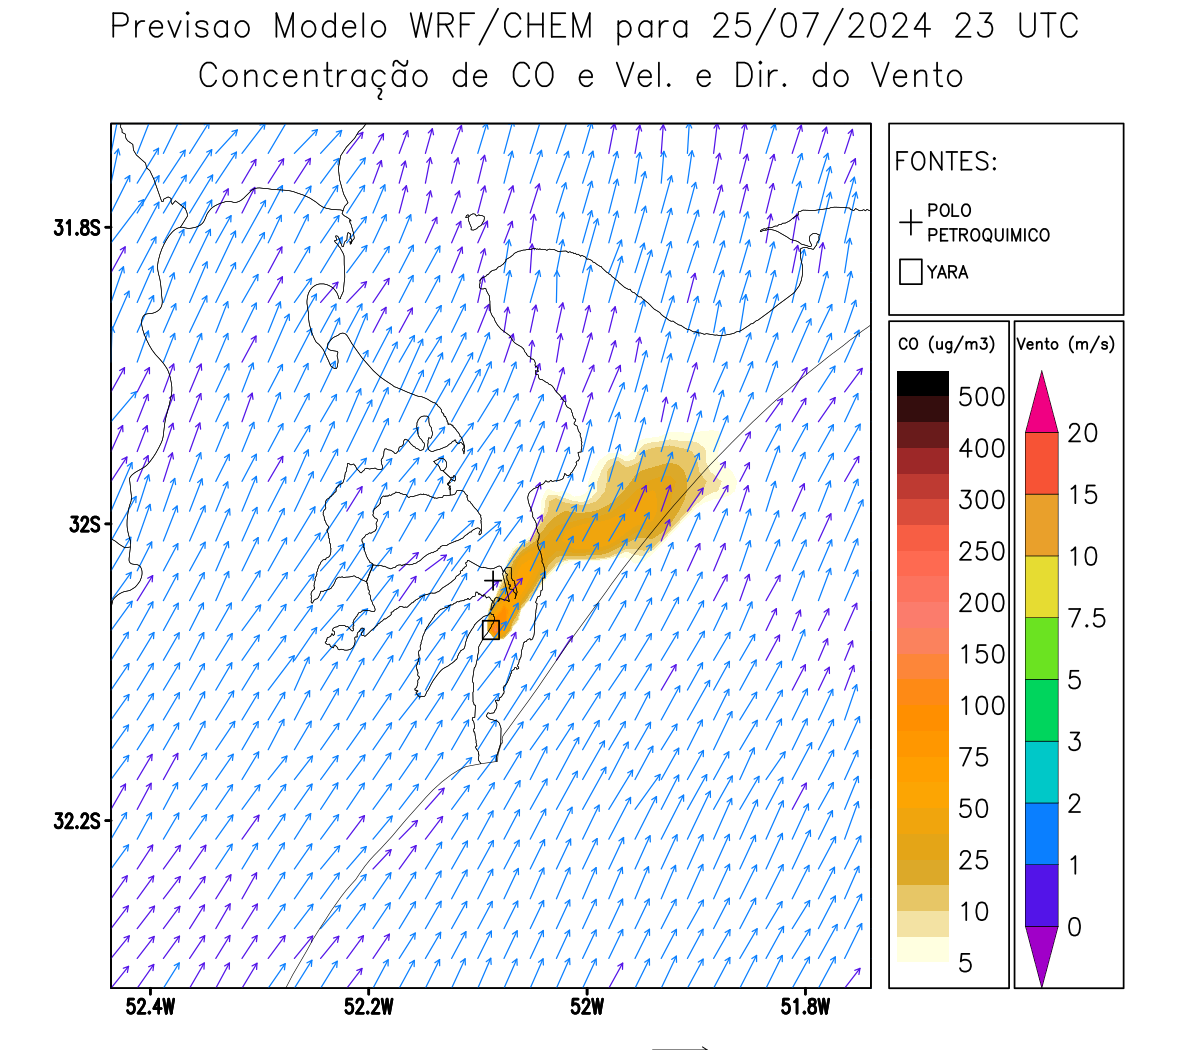 Previsao Modelo WRF/CHEM para 25/07/2024 23 UTC
Concentração de CO e Vel. e Dir. do Vento
FONTES:
POLO
PETROQUIMICO
YARA
CO (ug/m3)
500
400
300
250
200
150
100
75
50
25
10
5
Vento (m/s)
20
15
10
7.5
5
3
2
1
0
31.8S
32S
32.2S
52.4W
52.2W
52W
51.8W